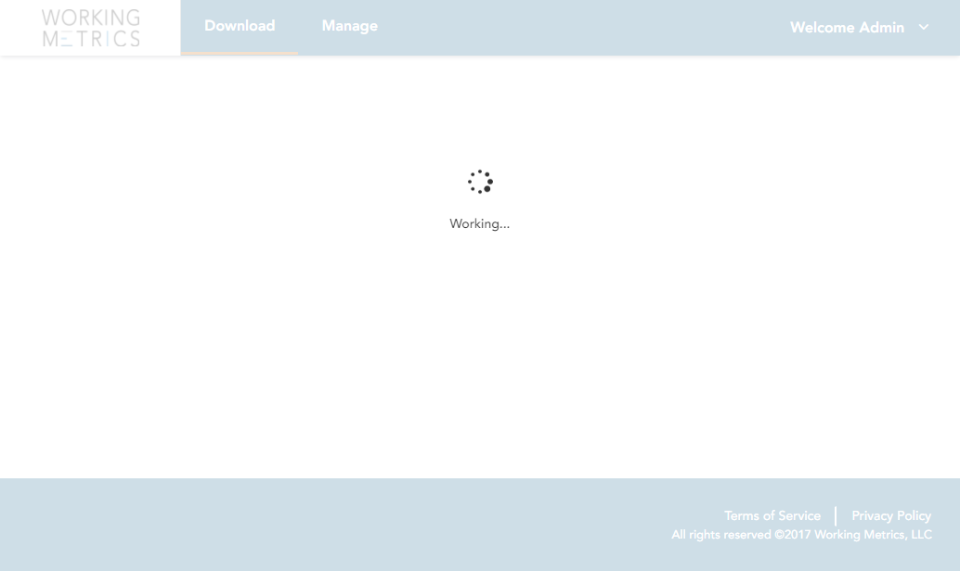 WORKING
METRICS
Download Manage Welcome Admin
Working...
Terms of Service | Privacy Policy
All rights reserved ©2017 Working Metrics, LLC